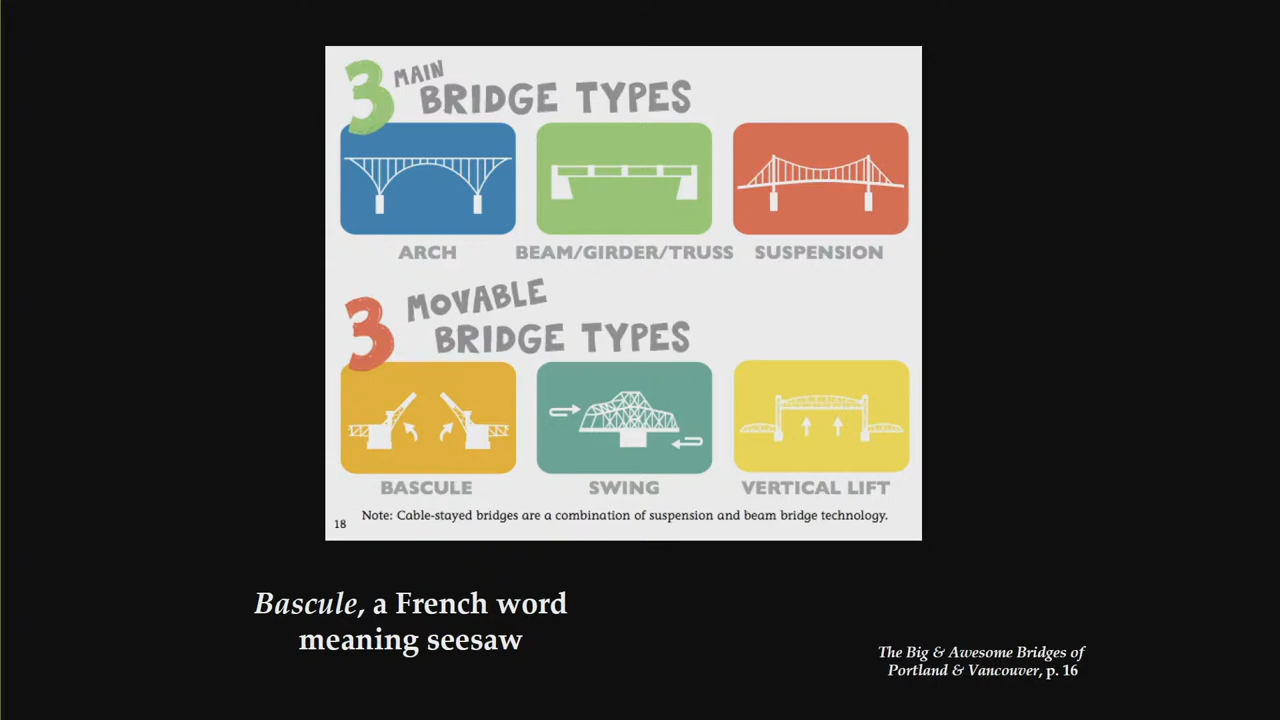 3 MAIN
BRIDGE TYPES
ARCH
BEAM/GIRDER/TRUSS
SUSPENSION
3 MOVABLE
BRIDGE TYPES
BASCULE
SWING
VERTICAL LIFT
Note: Cable-stayed bridges are a combination of suspension and beam bridge technology.
18
Bascule, a French word
meaning seesaw
The Big & Awesome Bridges of
Portland & Vancouver, p. 16